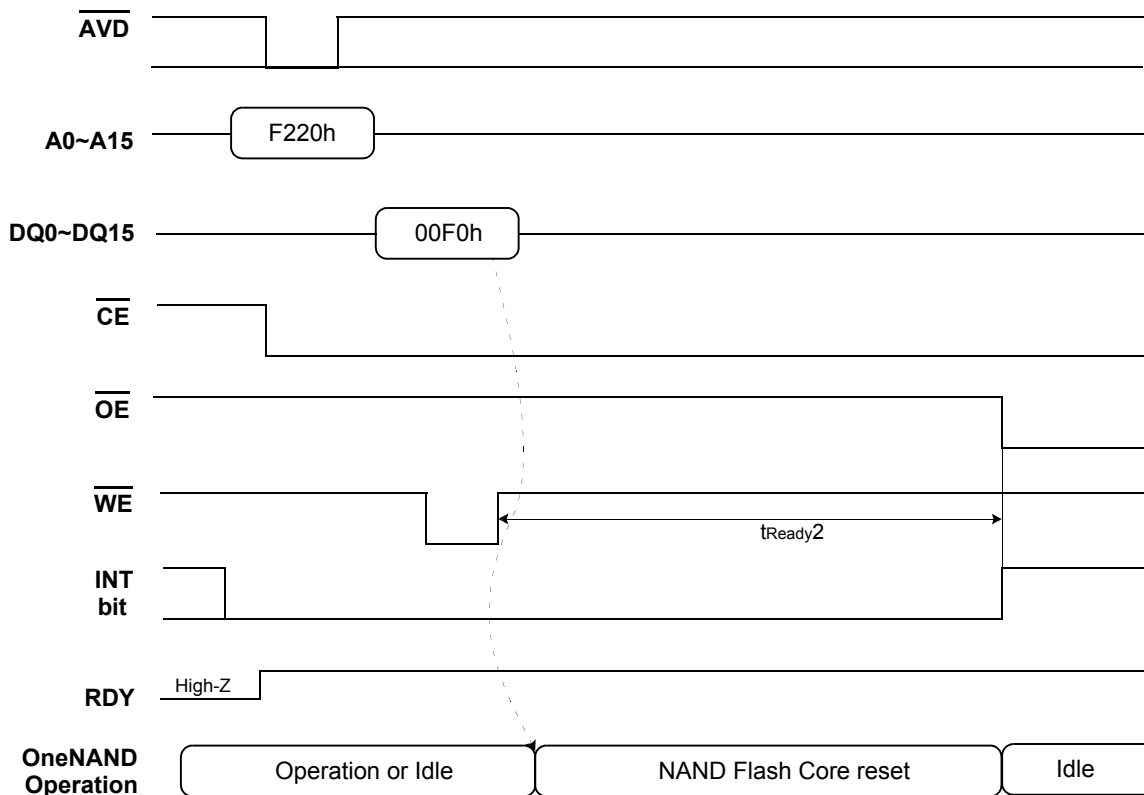 AVD
A0~A15
F220h
DQ0~DQ15
00F0h
CE
OE
WE
tReady2
INT
bit
RDY
High-Z
OneNAND
Operation
Operation or Idle
NAND Flash Core reset
Idle